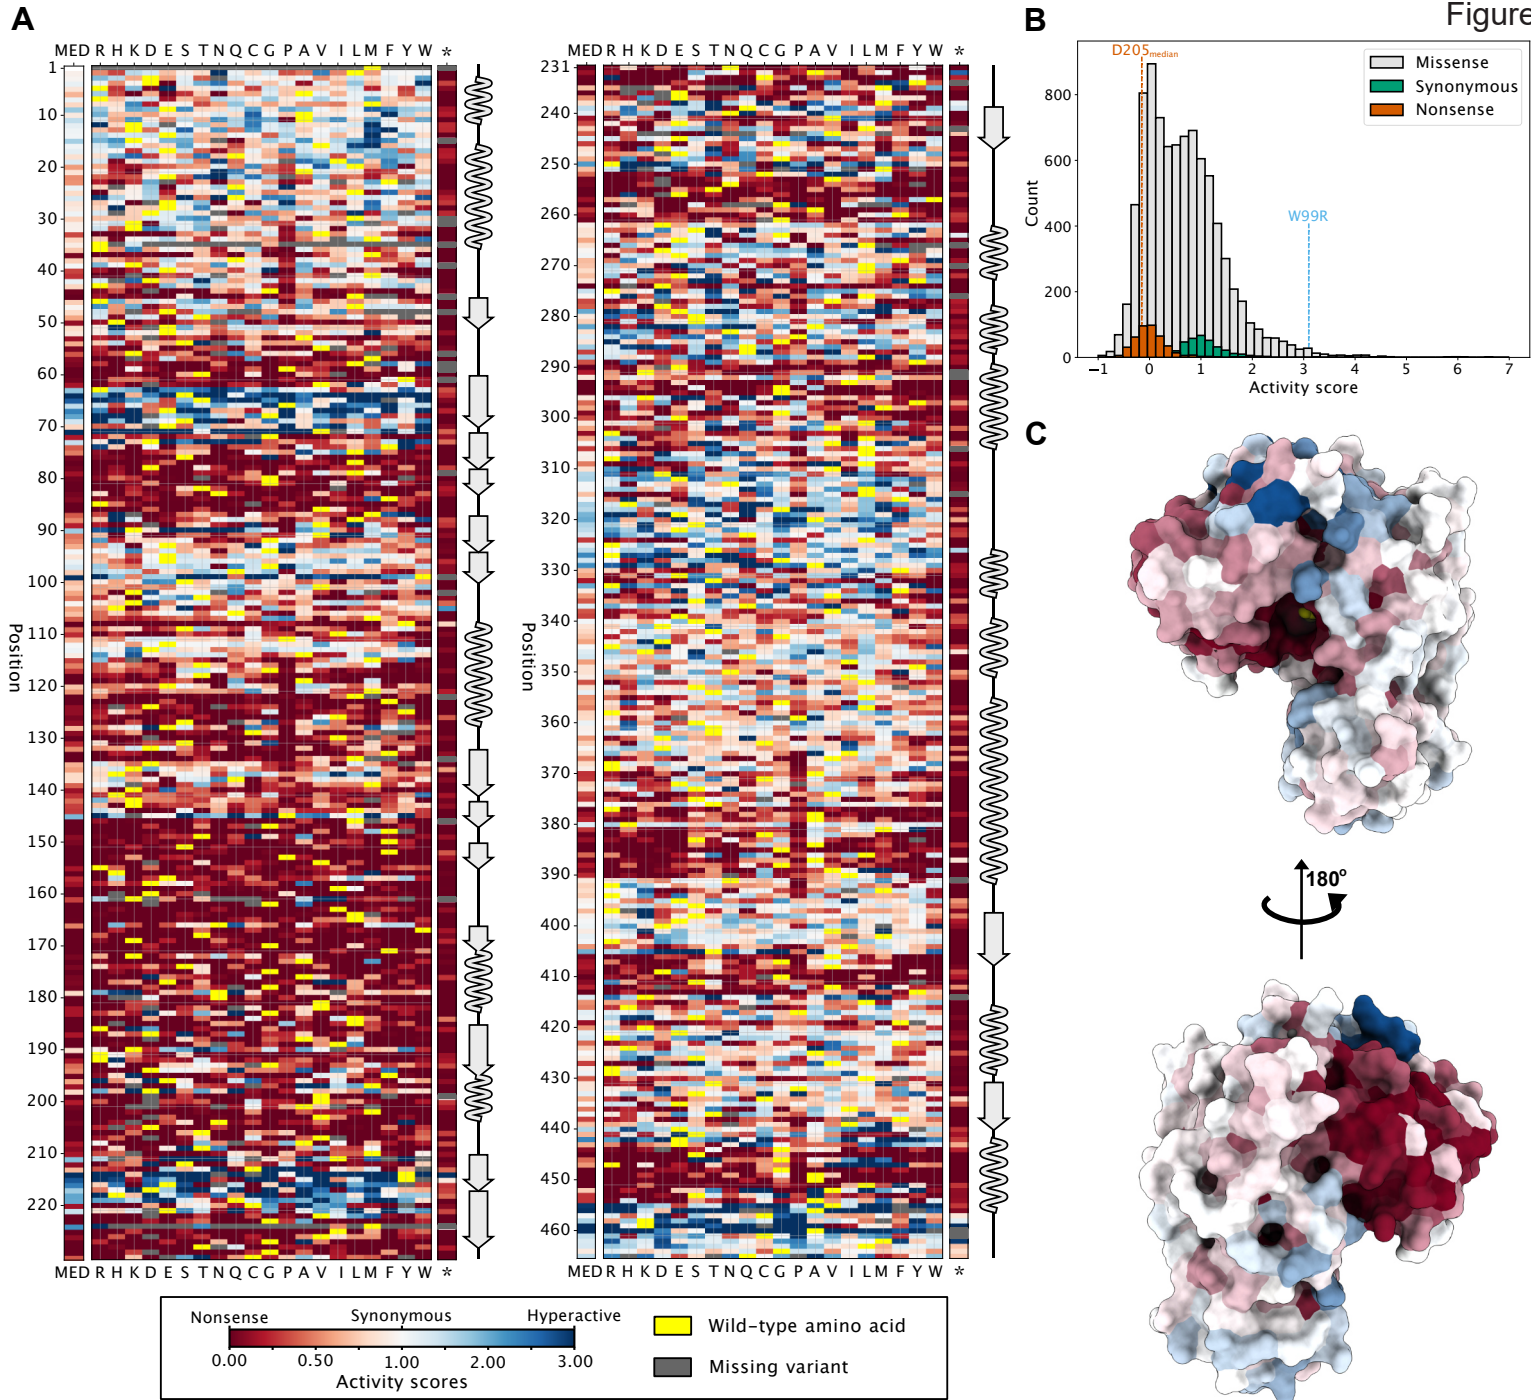 Figure
A
MED R H K D E S T N Q C G P A V I L M F Y W *
1
10
20
30
40
50
60
70
80
90
100
110
120
130
140
150
160
170
180
190
200
210
220
Position
MED R H K D E S T N Q C G P A V I L M F Y W *
MED R H K D E S T N Q C G P A V I L M F Y W *
231
240
250
260
270
280
290
300
310
320
330
340
350
360
370
380
390
400
410
420
430
440
450
460
Position
MED R H K D E S T N Q C G P A V I L M F Y W *
Nonsense Synonymous Hyperactive
0.00 0.50 1.00 2.00 3.00
Activity scores
Wild-type amino acid
Missing variant
B
D205median
W99R
Missense
Synonymous
Nonsense
800
600
400
200
0
Count
−1 0 1 2 3 4 5 6 7
Activity score
C
180°